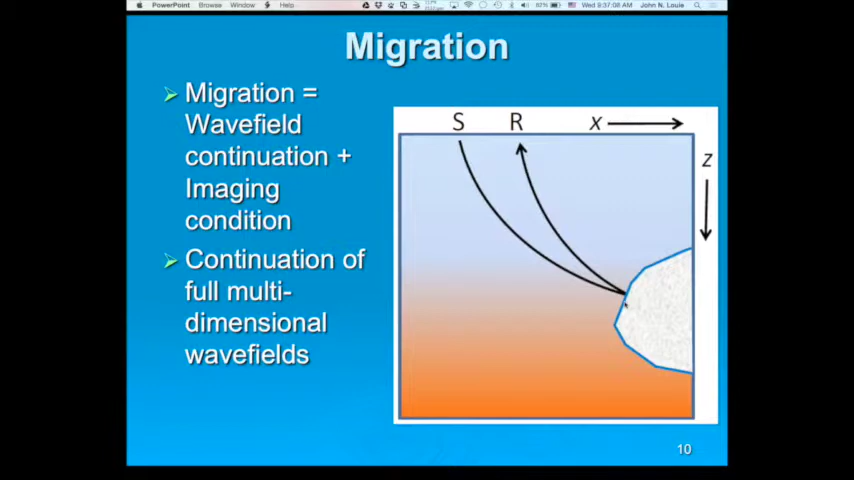 PowerPoint Browse Window Help
Wed 9:37:08 AM John N. Louie
Migration
Migration =
Wavefield
continuation +
Imaging
condition
Continuation of
full multi-
dimensional
wavefields
S R x
z
10